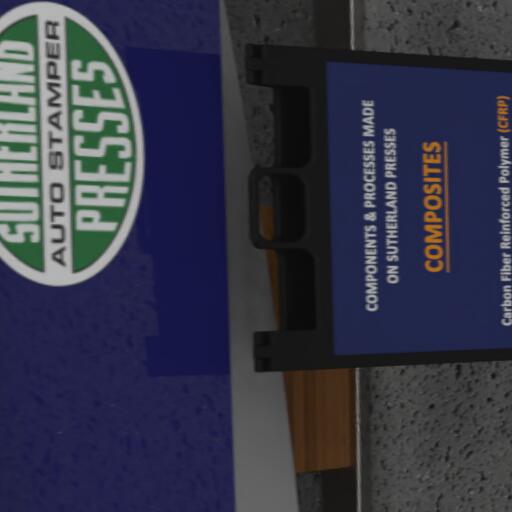 SUTHERLAND
AUTO STAMPER
PRESSES
COMPONENTS & PROCESSES MADE
ON SUTHERLAND PRESSES
COMPOSITES
Carbon Fiber Reinforced Polymer (CFRP)